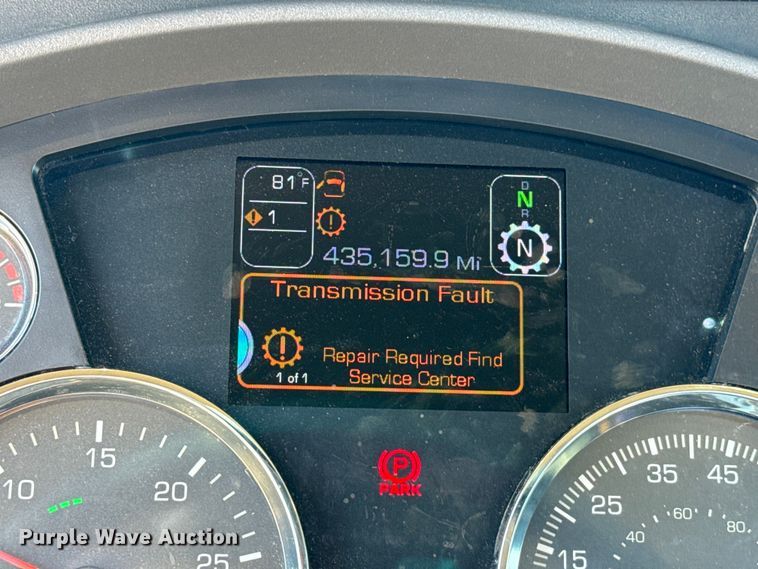 81°F
1
D
N
R
N
435,159.9 Mi
Transmission Fault
Repair Required Find
Service Center
1 of 1
P
PARK
10
15
20
25
15
25
35
45
40
60
80
Purple Wave Auction